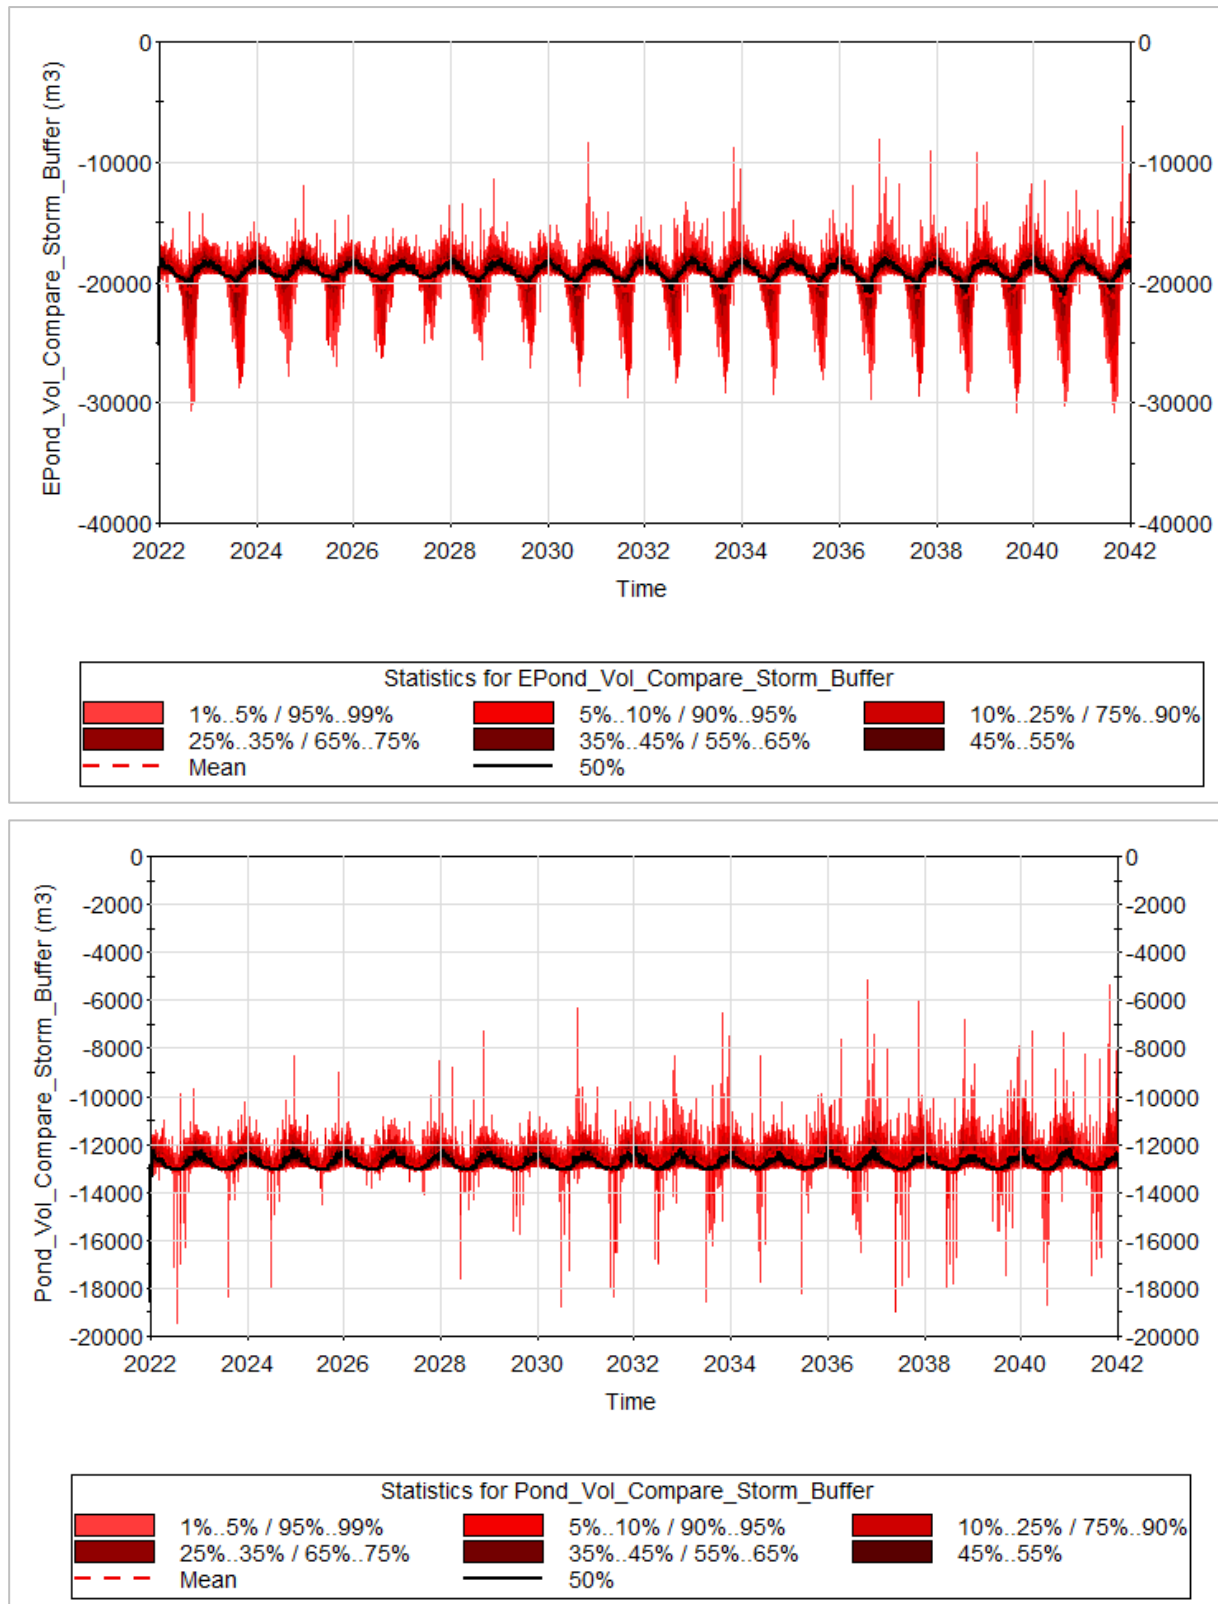 0 0
EPond_Vol_Compare_Storm_Buffer (m3)
-10000 -10000
-20000 -20000
-30000 -30000
-40000 -40000
2022 2024 2026 2028 2030 2032 2034 2036 2038 2040 2042
Time
Statistics for EPond_Vol_Compare_Storm_Buffer
1%..5% / 95%..99% 5%..10% / 90%..95% 10%..25% / 75%..90%
25%..35% / 65%..75% 35%..45% / 55%..65% 45%..55%
Mean 50%
0 0
Pond_Vol_Compare_Storm_Buffer (m3)
-2000 -2000
-4000 -4000
-6000 -6000
-8000 -8000
-10000 -10000
-12000 -12000
-14000 -14000
-16000 -16000
-18000 -18000
-20000 -20000
2022 2024 2026 2028 2030 2032 2034 2036 2038 2040 2042
Time
Statistics for Pond_Vol_Compare_Storm_Buffer
1%..5% / 95%..99% 5%..10% / 90%..95% 10%..25% / 75%..90%
25%..35% / 65%..75% 35%..45% / 55%..65% 45%..55%
Mean 50%